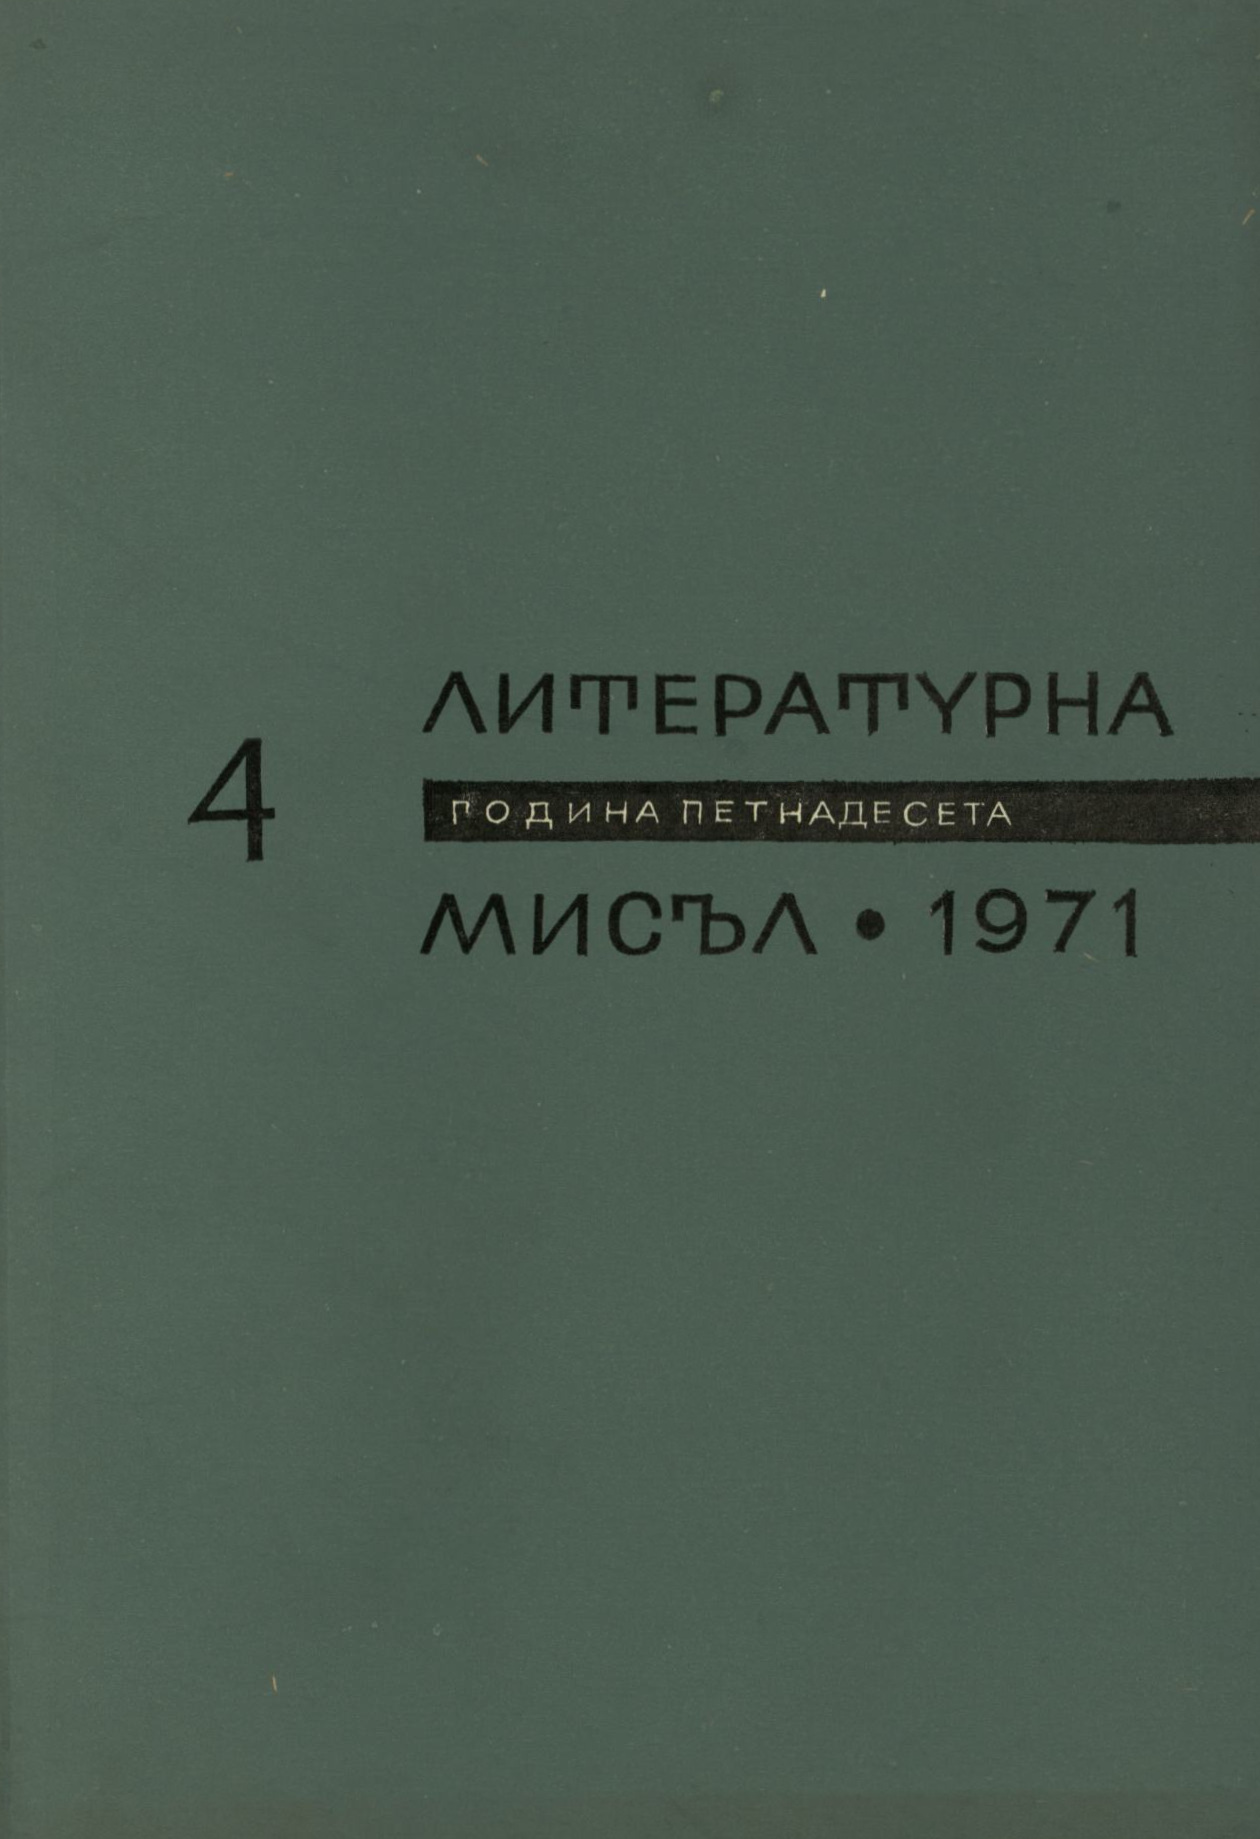 ЛИТЕРАТУРНА
4
ГОДИНА ПЕТНАДЕСЕТА
МИСЪЛ • 1971